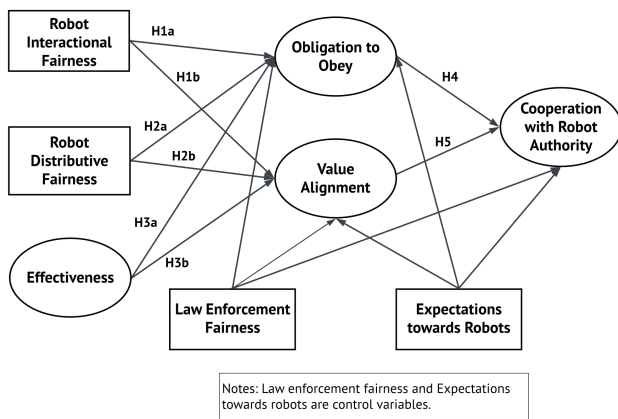 Robot
Interactional
Fairness
H1a
Obligation to
Obey
H1b
H4
Cooperation
with Robot
Authority
H2a
H5
Robot
Distributive
Fairness
H2b
Value
Alignment
H3a
H3b
Effectiveness
Law Enforcement
Fairness
Expectations
towards Robots
Notes: Law enforcement fairness and Expectations
towards robots are control variables.